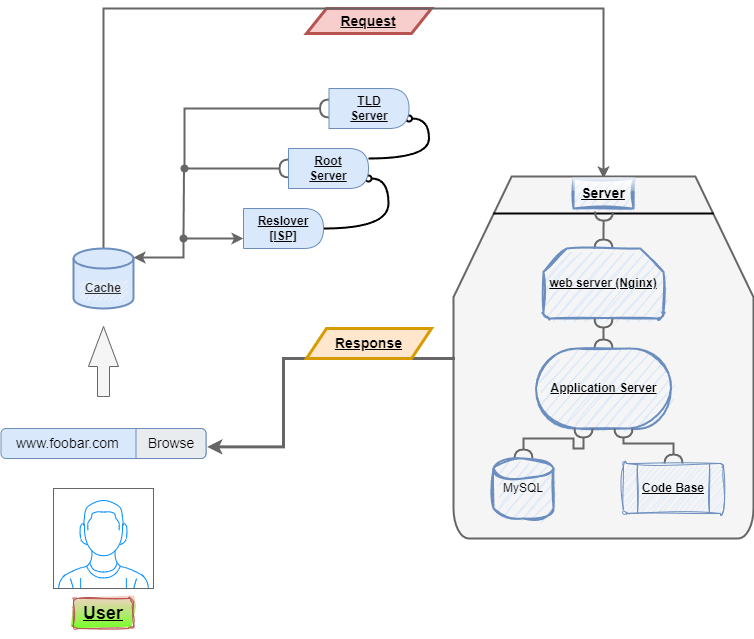 Request
TLD
Server
Root
Server
Reslover
[ISP]
Server
Cache
web server (Nginx)
Response
Application Server
www.foobar.com
Browse
MySQL
Code Base
User